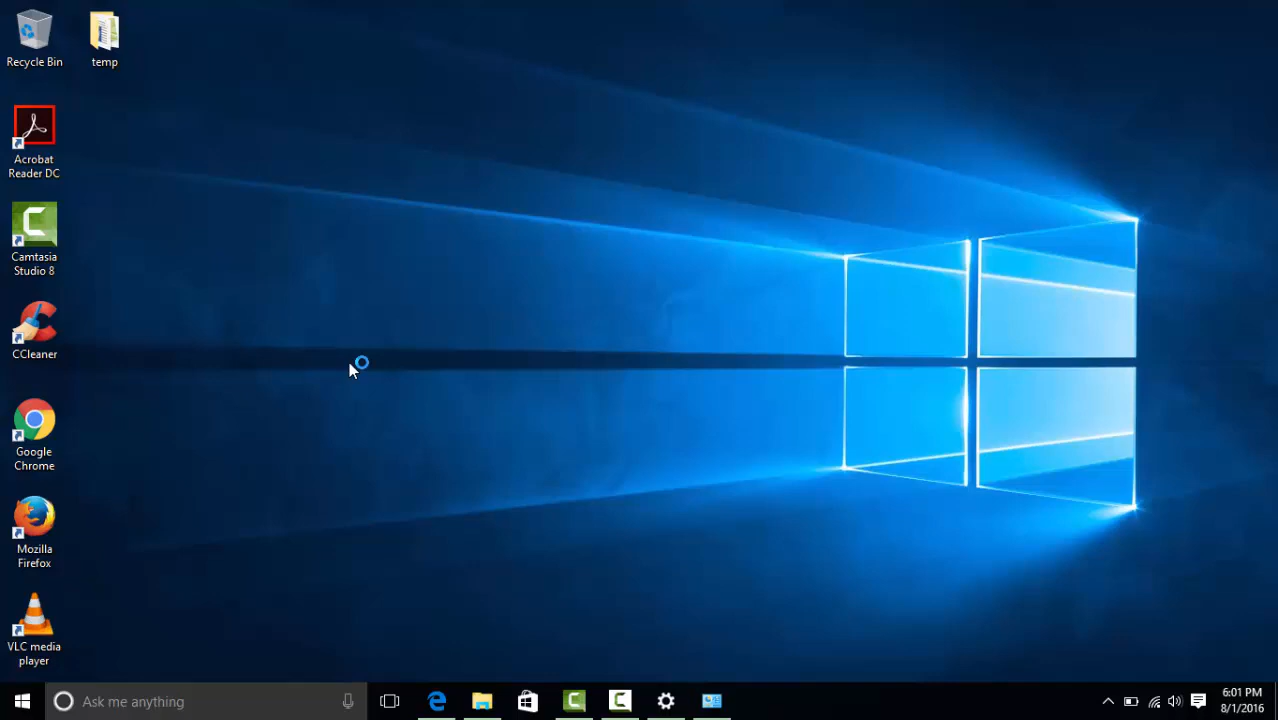 Recycle Bin
temp
Acrobat
Reader DC
Camtasia
Studio 8
CCleaner
Google
Chrome
Mozilla
Firefox
VLC media
player
Ask me anything
6:01 PM
8/1/2016